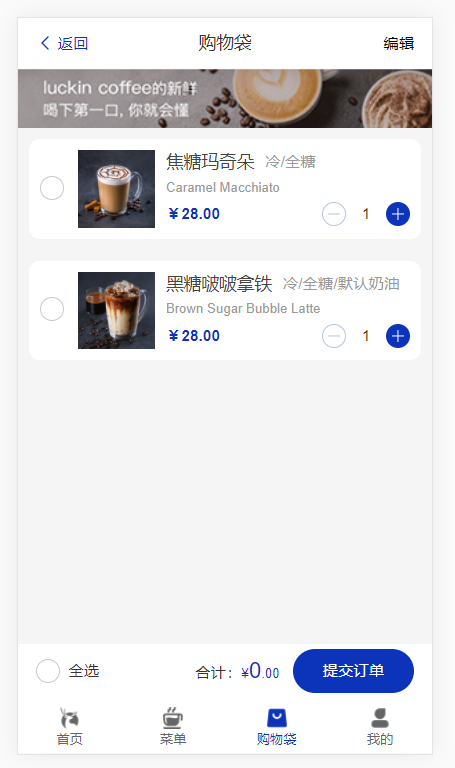 返回 购物袋 编辑
luckin coffee的新鲜
喝下第一口, 你就会懂
焦糖玛奇朵 冷/全糖
Caramel Macchiato
￥28.00 1
黑糖啵啵拿铁 冷/全糖/默认奶油
Brown Sugar Bubble Latte
￥28.00 1
全选 合计：¥0.00 提交订单
首页 菜单 购物袋 我的